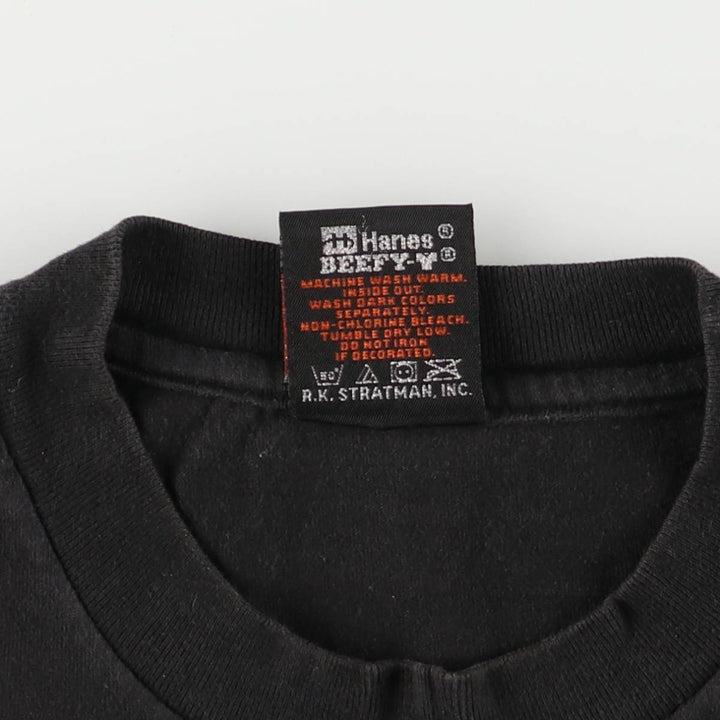 Hanes®
BEEFY-T®
MACHINE WASH WARM.
INSIDE OUT.
WASH DARK COLORS
SEPARATELY.
NON-CHLORINE BLEACH.
TUMBLE DRY LOW.
DO NOT IRON
IF DECORATED.
R.K. STRATMAN, INC.